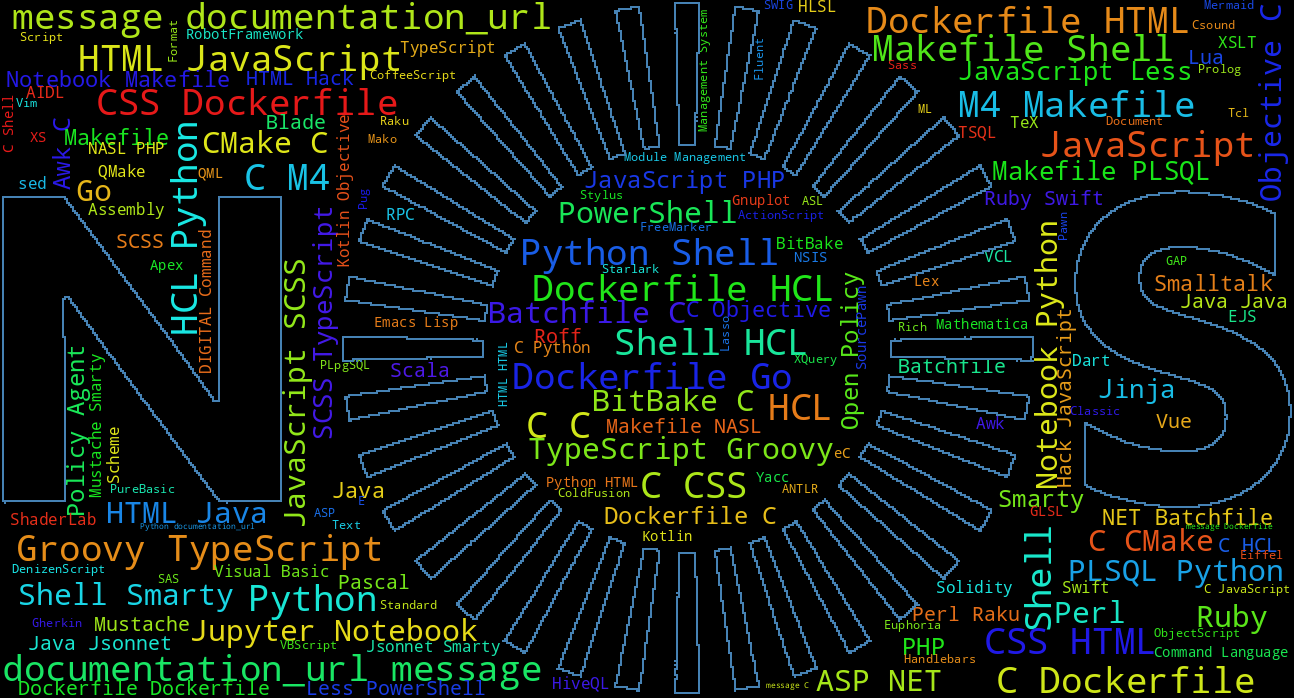 message documentation_url
SWIG HLSL
Mermaid
Dockerfile HTML
Csound
Objective C
Script
Format
RobotFramework
TypeScript
Management System
Fluent
Makefile Shell
XSLT
Lua
HTML JavaScript
CoffeeScript
Sass
JavaScript Less
Prolog
Notebook Makefile HTML Hack
AIDL
Vim
CSS Dockerfile
ML
M4 Makefile
Tcl
C Shell
XS
Makefile
Blade
Raku
TeX
Document
TSQL
Awk C
NASL PHP
CMake C
Mako
JavaScript
Module Management
QMake
QML
C M4
Makefile PLSQL
sed
Go
JavaScript PHP
Pug
Stylus
Gnuplot
ASL
Ruby Swift
Assembly
HCL Python
Kotlin Objective
RPC
PowerShell
ActionScript
FreeMarker
Pawn
SCSS
Python Shell
BitBake
NSIS
VCL
GAP
Apex
DIGITAL Command
Starlark
Dockerfile HCL
Lex
Smalltalk
Java Java
EJS
JavaScript SCSS
SCSS TypeScript
Batchfile C
C Objective
Emacs Lisp
Rich
Mathematica
Notebook Python
Roff
C Python
Shell HCL
Lasso
Open Policy
SourcePawn
XQuery
PLpgSQL
Scala
HTML HTML
Dockerfile Go
Batchfile
Dart
Hack JavaScript
Jinja
Policy Agent
Mustache Smarty
Scheme
BitBake C
HCL
Classic
Vue
C C
Makefile NASL
Awk
TypeScript Groovy
eC
PureBasic
Java
E
Python HTML
C CSS
Yacc
ANTLR
ColdFusion
Smarty
ShaderLab
HTML Java
ASP
Text
Python documentation_url
Dockerfile C
GLSL
NET Batchfile
message Dockerfile
Kotlin
Groovy TypeScript
Shell
C CMake
C HCL
Eiffel
DenizenScript
SAS
Visual Basic
Pascal
PLSQL Python
Shell Smarty
Python
Standard
Solidity
Swift
C JavaScript
Gherkin
Mustache
Jupyter Notebook
Perl Raku
Perl
Ruby
Euphoria
Java Jsonnet
VBScript
Jsonnet Smarty
PHP
CSS HTML
ObjectScript
Command Language
Handlebars
documentation_url message
HiveQL
message C
ASP NET
C Dockerfile
Dockerfile Dockerfile
Less PowerShell